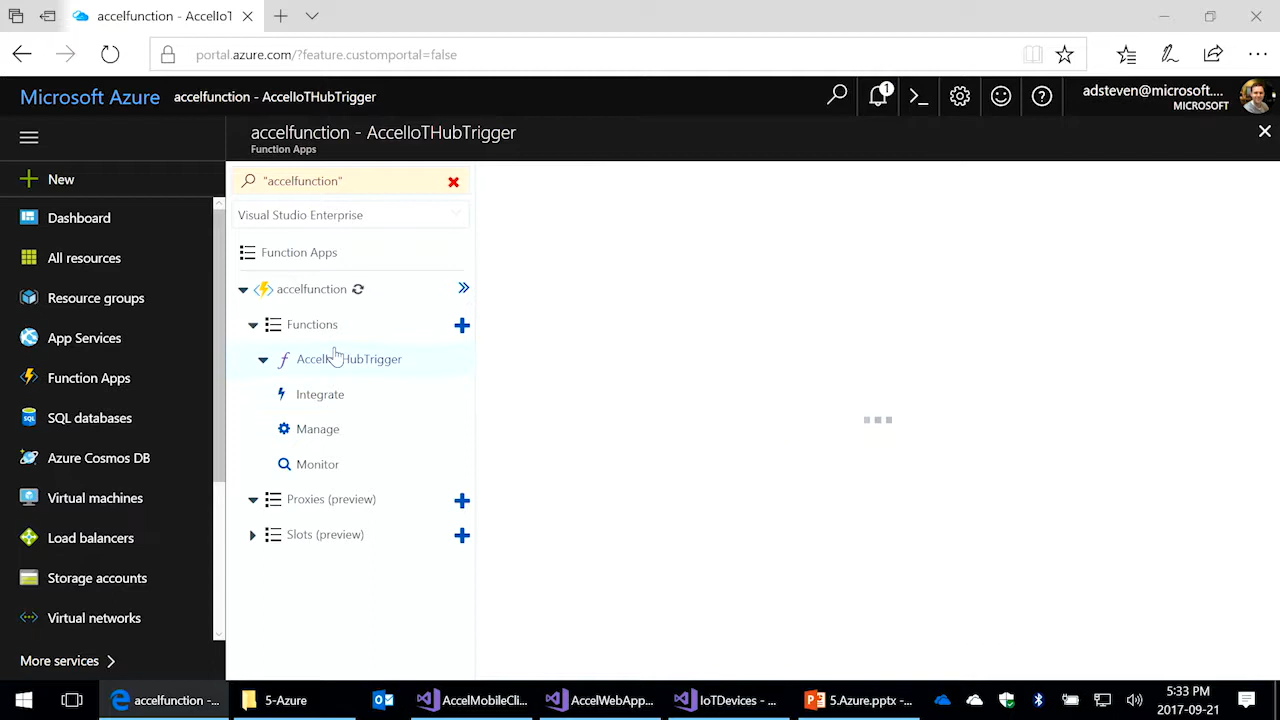 accelfunction - AccelIoT
portal.azure.com/?feature.customportal=false
Microsoft Azure
accelfunction - AccelIoTHubTrigger
1
adsteven@microsoft....
MICROSOFT
accelfunction - AccelIoTHubTrigger
Function Apps
New
Dashboard
All resources
Resource groups
App Services
Function Apps
SQL databases
Azure Cosmos DB
Virtual machines
Load balancers
Storage accounts
Virtual networks
More services
"accelfunction"
Visual Studio Enterprise
Function Apps
accelfunction
Functions
HubTrigger
Integrate
Manage
Monitor
Proxies (preview)
Slots (preview)
accelfunction -...
5-Azure
AccelMobileCli...
AccelWebApp...
IoTDevices - ...
5.Azure.pptx -...
5:33 PM
2017-09-21